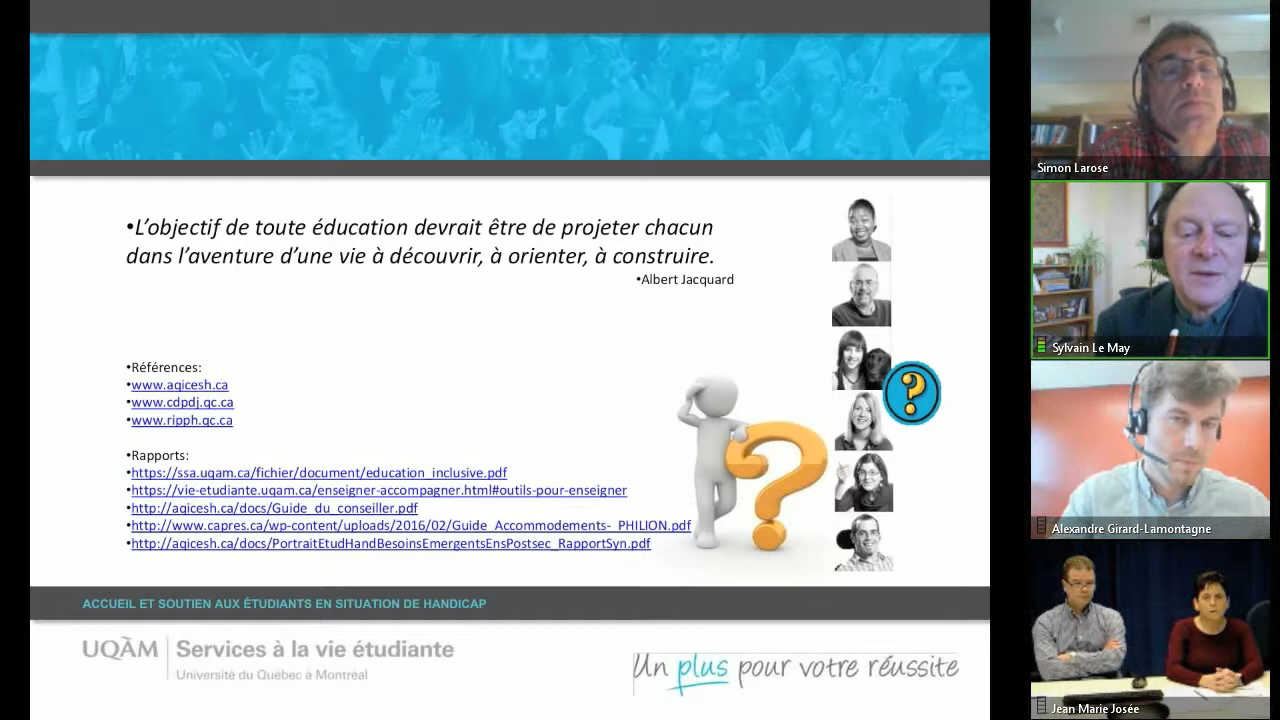 •L'objectif de toute éducation devrait être de projeter chacun
dans l'aventure d'une vie à découvrir, à orienter, à construire.
•Albert Jacquard
•Références:
•www.aqicesh.ca
•www.cdpdj.qc.ca
•www.ripph.qc.ca
•Rapports:
•https://ssa.uqam.ca/fichier/document/education_inclusive.pdf
•https://vie-etudiante.uqam.ca/enseigner-accompagner.html#outils-pour-enseigner
•http://aqicesh.ca/docs/Guide_du_conseiller.pdf
•http://www.capres.ca/wp-content/uploads/2016/02/Guide_Accommodements-_PHILION.pdf
•http://aqicesh.ca/docs/PortraitEtudHandBesoinsEmergentsEnsPostsec_RapportSyn.pdf
ACCUEIL ET SOUTIEN AUX ÉTUDIANTS EN SITUATION DE HANDICAP
UQÀM Services à la vie étudiante
Université du Québec à Montréal
Un plus pour votre réussite
Simon Larose
Sylvain Le May
Alexandre Girard-Lamontagne
Jean Marie Josée